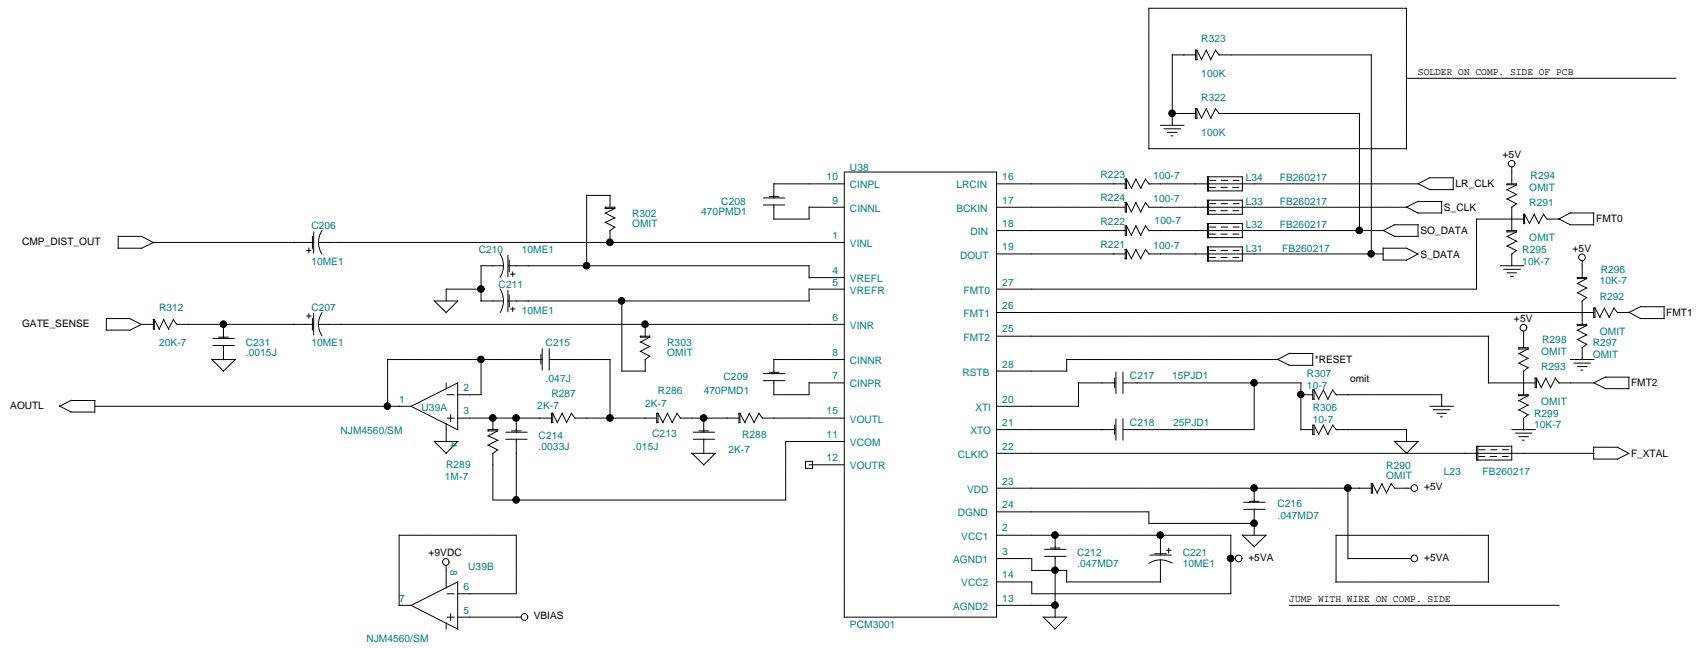 R323
100K
SOLDER ON COMP. SIDE OF PCB
R322
100K
U38
PCM3001
10 CINPL
9 CINNL
1 VINL
4 VREFL
5 VREFR
6 VINR
8 CINNR
7 CINPR
15 VOUTL
11 VCOM
12 VOUTR
LRCIN 16
BCKIN 17
DIN 18
DOUT 19
FMT0 27
FMT1 26
FMT2 25
RSTB 28
XTI 20
XTO 21
CLKIO 22
VDD 23
DGND 24
VCC1 2
AGND1 3
VCC2 14
AGND2 13
CMP_DIST_OUT
C206
+
10ME1
R302
OMIT
C208
470PMD1
C210
10ME1
+
C211
+
10ME1
GATE_SENSE
R312
20K-7
C231
.0015J
C207
+
10ME1
R303
OMIT
C209
470PMD1
C215
.047J
AOUTL
1
U39A
2
3
4
NJM4560/SM
R287
2K-7
R286
2K-7
R288
2K-7
C214
.0033J
C213
.015J
R289
1M-7
+9VDC
8
U39B
7
6
5
VBIAS
NJM4560/SM
R223 100-7 L34 FB260217 LR_CLK
R224 100-7 L33 FB260217 S_CLK
R222 100-7 L32 FB260217 SO_DATA
R221 100-7 L31 FB260217 S_DATA
+5V
R294
OMIT
R291
OMIT
FMT0
R295
10K-7
+5V
R296
10K-7
R292
OMIT
FMT1
R297
OMIT
+5V
R298
OMIT
R293
OMIT
FMT2
R299
10K-7
*RESET
C217 15PJD1
R307
10-7
omit
C218 25PJD1
R306
10-7
L23 FB260217
F_XTAL
R290
OMIT
+5V
C216
.047MD7
C212
.047MD7
+
C221
10ME1
+5VA
+5VA
JUMP WITH WIRE ON COMP. SIDE